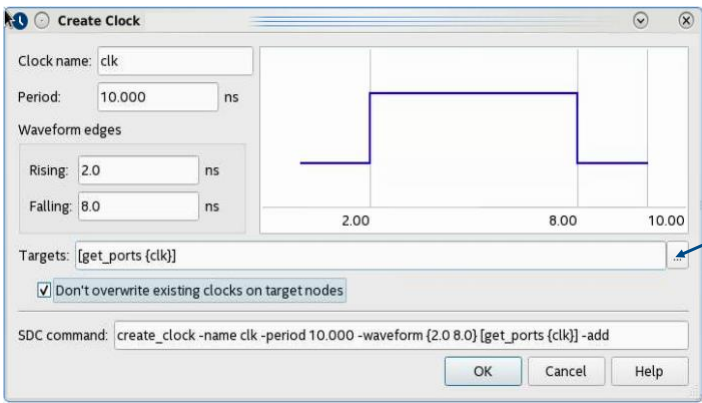 Create Clock
Clock name: clk
Period: 10.000 ns
Waveform edges
Rising: 2.0 ns
Falling: 8.0 ns
2.00 8.00 10.00
Targets: [get_ports {clk}] ...
Don't overwrite existing clocks on target nodes
SDC command: create_clock -name clk -period 10.000 -waveform {2.0 8.0} [get_ports {clk}] -add
OK Cancel Help